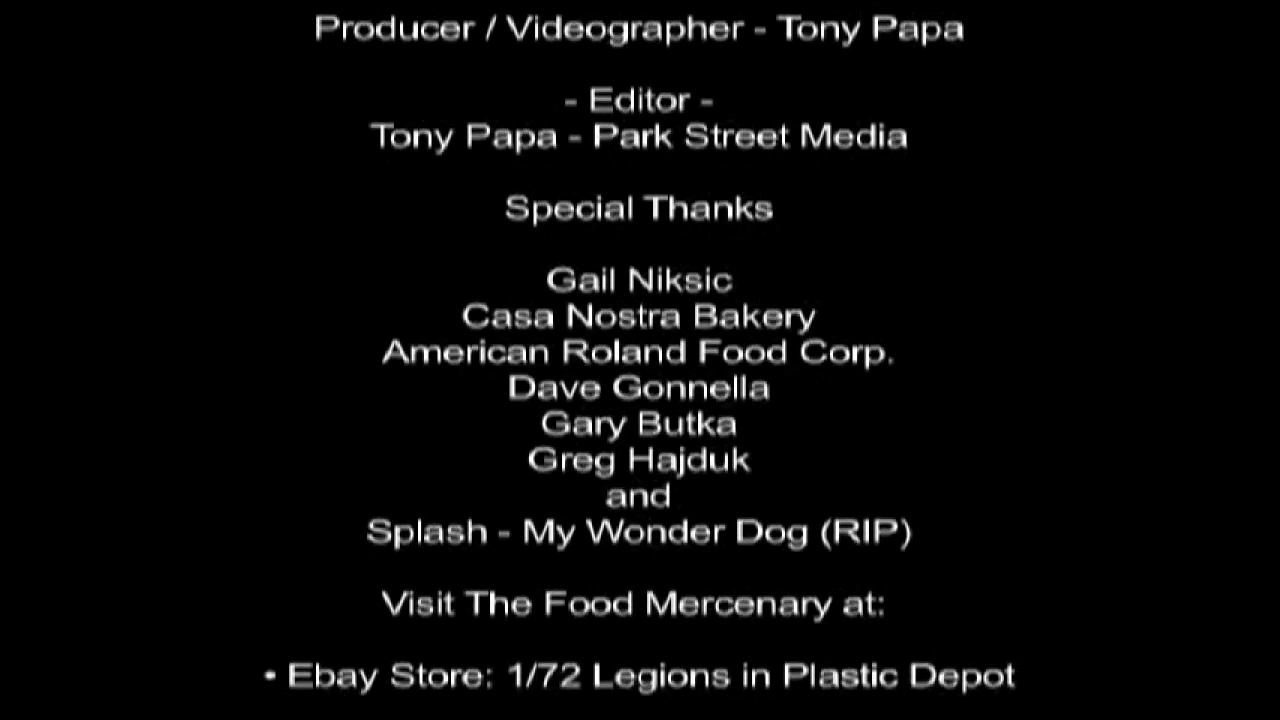 Producer / Videographer - Tony Papa
- Editor -
Tony Papa - Park Street Media
Special Thanks
Gail Niksic
Casa Nostra Bakery
American Roland Food Corp.
Dave Gonnella
Gary Butka
Greg Hajduk
and
Splash - My Wonder Dog (RIP)
Visit The Food Mercenary at:
• Ebay Store: 1/72 Legions in Plastic Depot